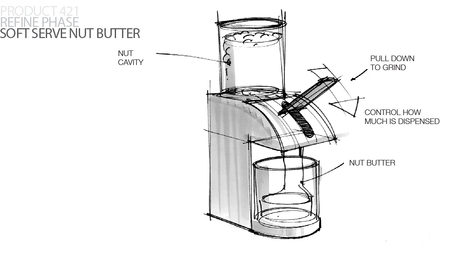 PRODUCT 421
REFINE PHASE
SOFT SERVE NUT BUTTER
NUT
CAVITY
PULL DOWN
TO GRIND
CONTROL HOW
MUCH IS DISPENSED
NUT BUTTER